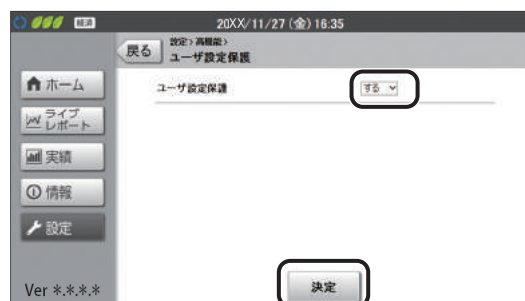 経済
20XX/11/27 (金) 16:35
戻る
設定>高機能>
ユーザ設定保護
ホーム
ライブ
レポート
実績
情報
設定
ユーザ設定保護
する
決定
Ver *.*.*.*